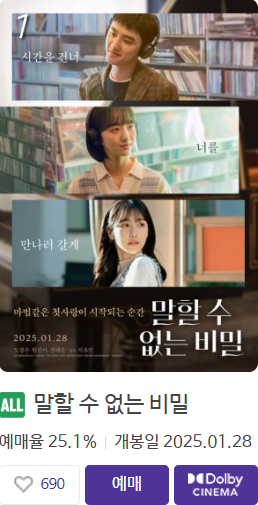 1
시간을 건너
너를
만나러 갈게
마법같은 첫사랑이 시작되는 순간
말할 수
없는 비밀
2025.01.28
ALL 말할 수 없는 비밀
예매율 25.1% 개봉일 2025.01.28
690 예매 Dolby
CINEMA